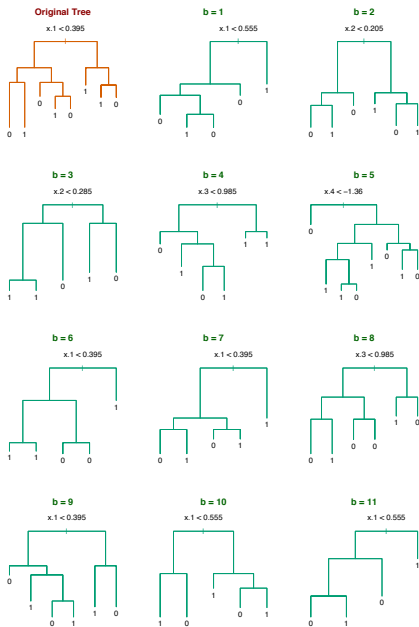 Original Tree b = 1 b = 2
x.1 < 0.395 x.1 < 0.555 x.2 < 0.205
0 1 0 1 0 1 1 0
0 1 0 0 1
0 1 0 1 0 1
b = 3 b = 4 b = 5
x.2 < 0.285 x.3 < 0.985 x.4 < −1.36
1 1 0 1 0
0 1 0 1 1 1
0 1 1 0 1 0 1 0
b = 6 b = 7 b = 8
x.1 < 0.395 x.1 < 0.395 x.3 < 0.985
1 1 0 0 1
0 1 0 1 1
0 1 0 0 1 0
b = 9 b = 10 b = 11
x.1 < 0.395 x.1 < 0.555 x.1 < 0.555
0 1 0 1 1 0
1 0 1 0 1
0 1 0 1